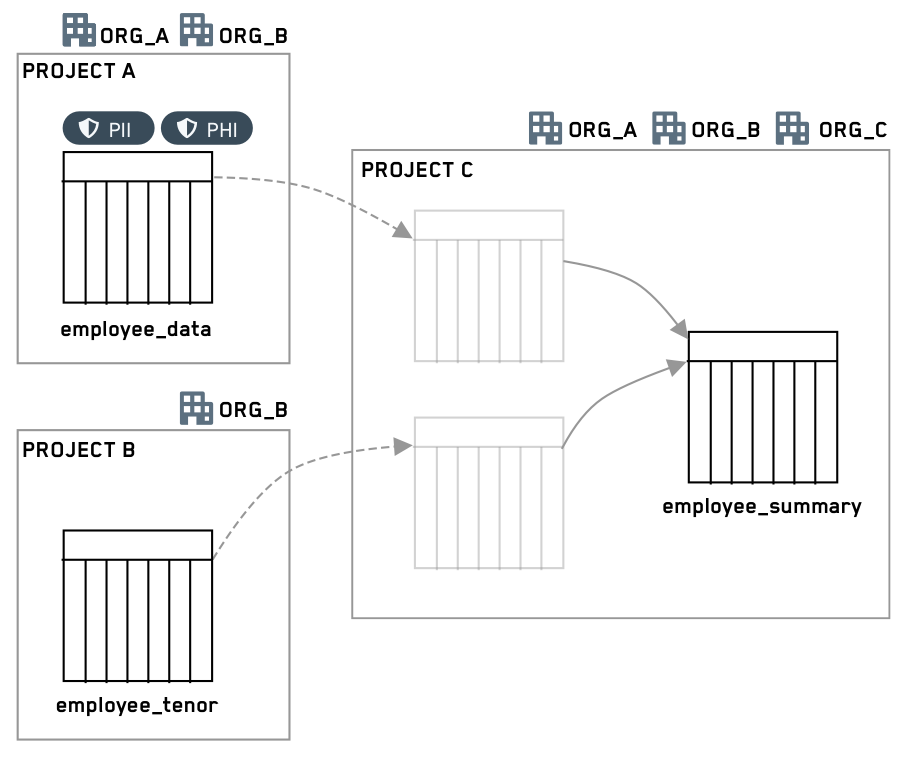 ORG_A ORG_B
PROJECT A
PII PHI
employee_data
ORG_B
PROJECT B
employee_tenor
ORG_A ORG_B ORG_C
PROJECT C
employee_summary